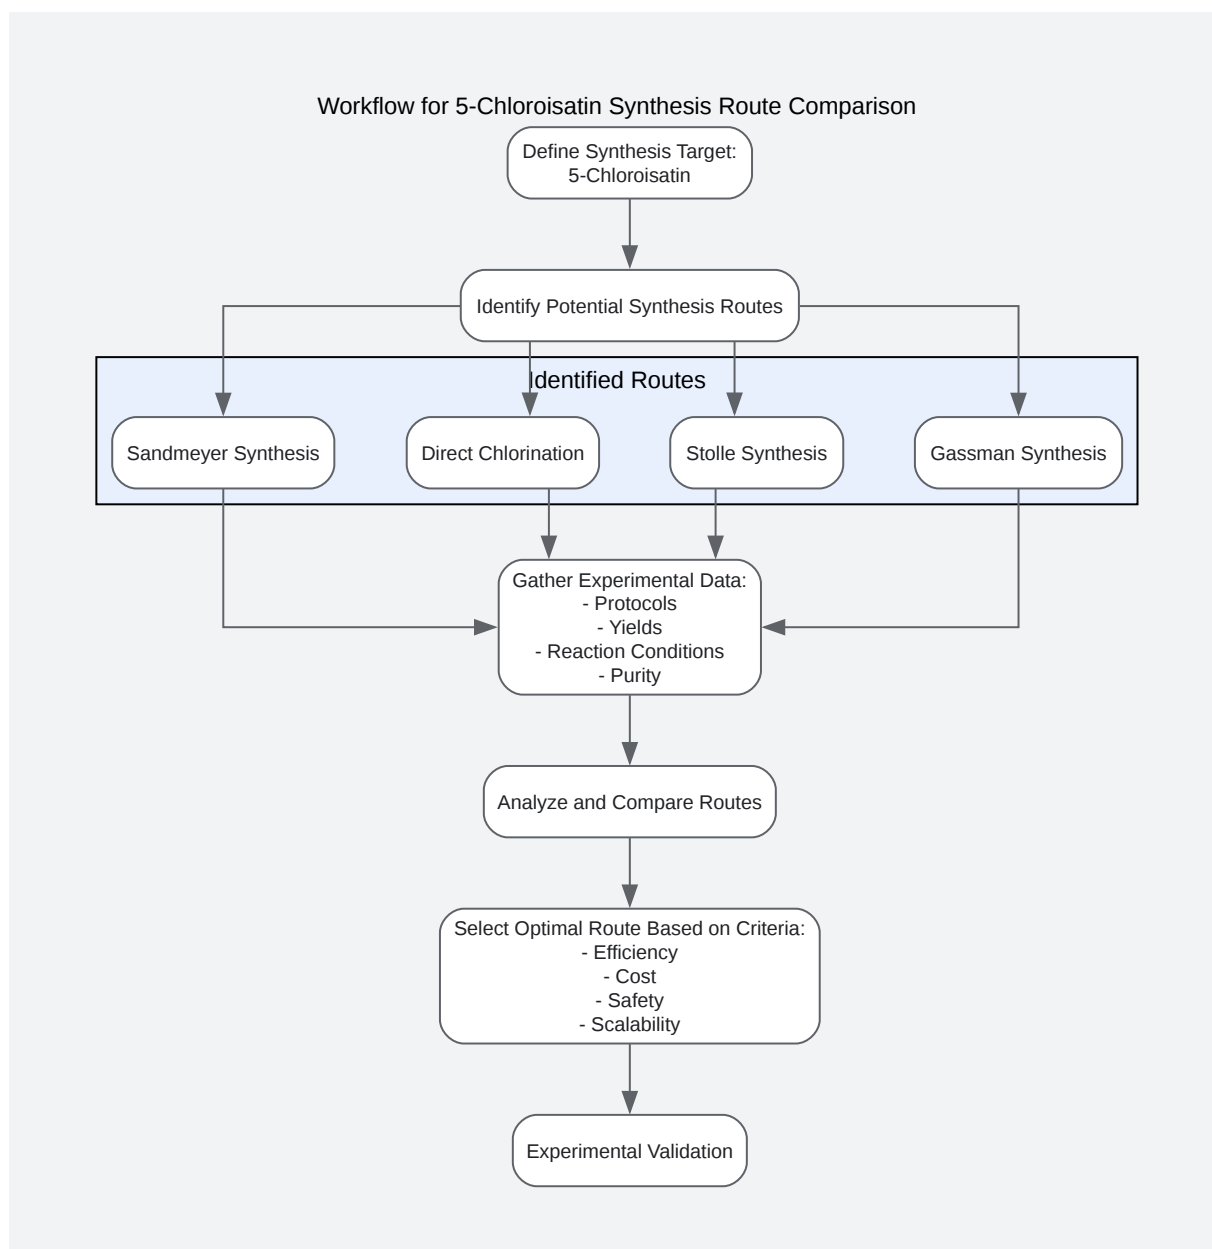 Workflow for 5-Chloroisatin Synthesis Route Comparison
Define Synthesis Target:
5-Chloroisatin
Identify Potential Synthesis Routes
Identified Routes
Sandmeyer Synthesis
Direct Chlorination
Stolle Synthesis
Gassman Synthesis
Gather Experimental Data:
- Protocols
- Yields
- Reaction Conditions
- Purity
Analyze and Compare Routes
Select Optimal Route Based on Criteria:
- Efficiency
- Cost
- Safety
- Scalability
Experimental Validation